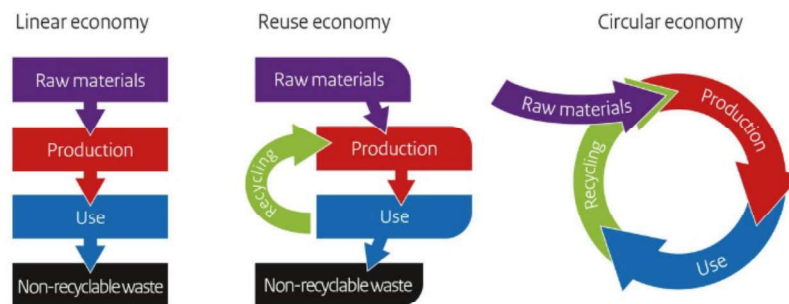 Linear economy
Raw materials
Production
Use
Non-recyclable waste
Reuse economy
Raw materials
Production
Recycling
Use
Non-recyclable waste
Circular economy
Raw materials
Production
Recycling
Use